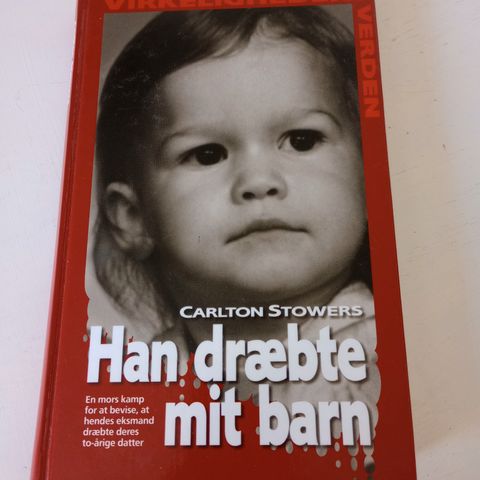 VIRKELIGHEDENS
VERDEN
CARLTON STOWERS
Han dræbte
mit barn
En mors kamp
for at bevise, at
hendes eksmand
dræbte deres
to-årige datter